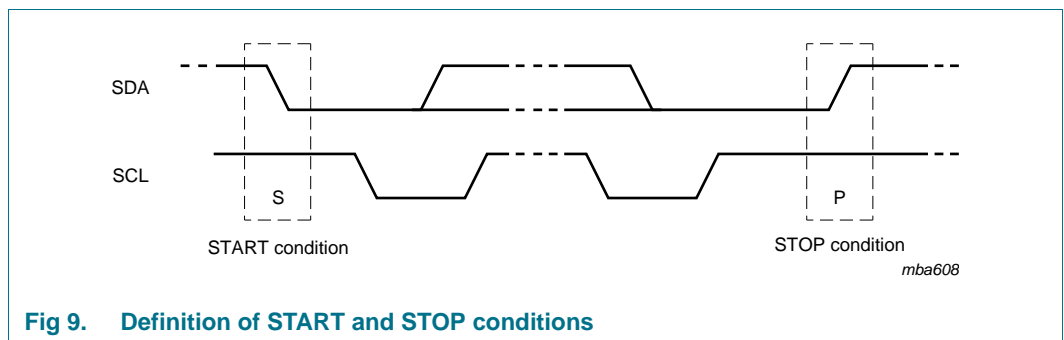 SDA
SCL
S
P
START condition
STOP condition
mba608
Fig 9. Definition of START and STOP conditions